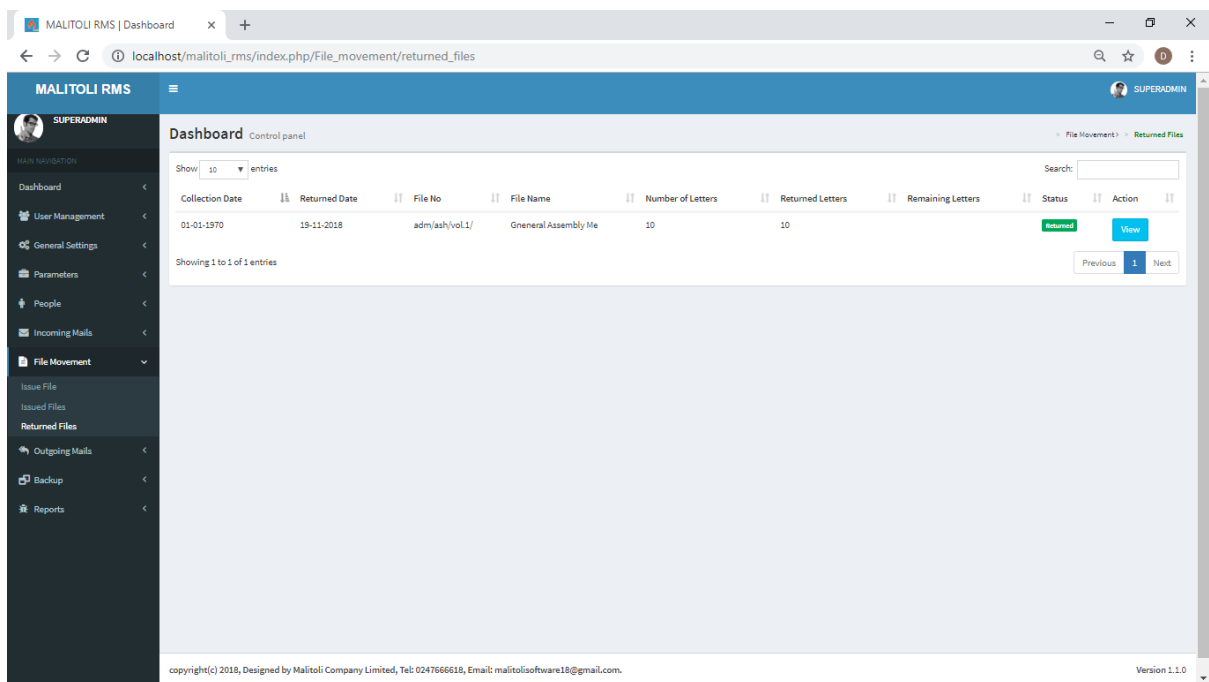 MALITOLI RMS | Dashboard
localhost/malitoli_rms/index.php/File_movement/returned_files
D
MALITOLI RMS
SUPERADMIN
SUPERADMIN
MAIN NAVIGATION
Dashboard
User Management
General Settings
Parameters
People
Incoming Mails
File Movement
Issue File
Issued Files
Returned Files
Outgoing Mails
Backup
Reports
Dashboard Control panel
File Movement> Returned Files
Show 10 entries Search:
Collection Date Returned Date File No File Name Number of Letters Returned Letters Remaining Letters Status Action
01-01-1970 19-11-2018 adm/ash/vol.1/ Gneneral Assembly Me 10 10 Returned View
Showing 1 to 1 of 1 entries Previous 1 Next
copyright(c) 2018, Designed by Malitoli Company Limited, Tel: 0247666618, Email: malitolisoftware18@gmail.com. Version 1.1.0